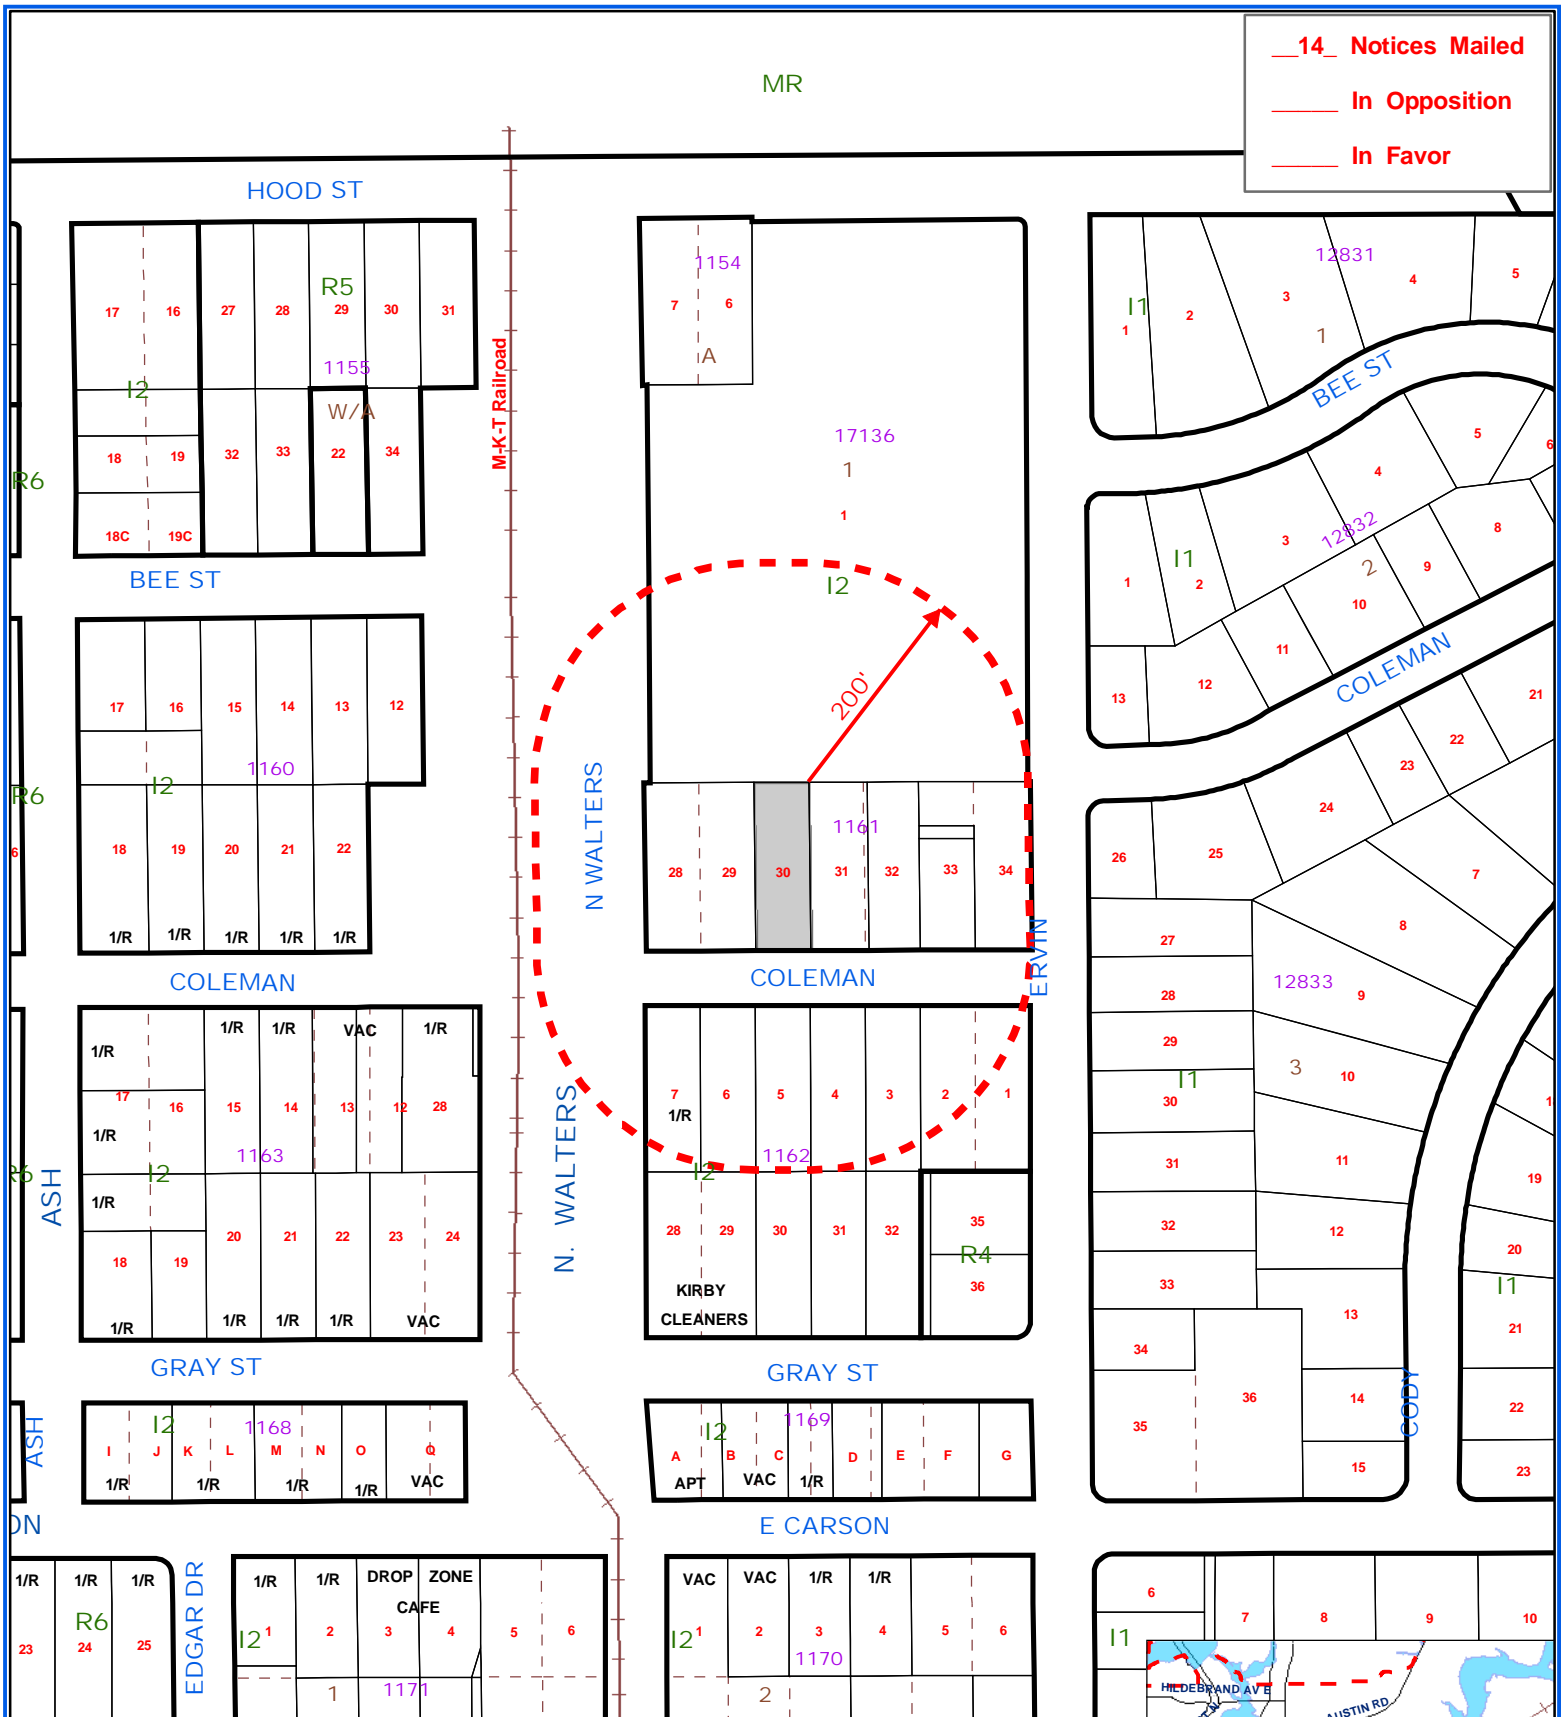 __14_ Notices Mailed
_____ In Opposition
_____ In Favor
MR
HOOD ST
17 16 27 28 R5 29 30 31
1155
I2
W/A
18 19 32 33 22 34
18C 19C
R6
M-K-T Railroad
1154
7 6
A
17136
1
1
I2
200'
12831
I1
1 2 3 4 5
1
BEE ST
BEE ST
I1
12832
1 2 3 4 5 6
2
8 9 10 11 12 13
COLEMAN
17 16 15 14 13 12
1160
I2
R6
18 19 20 21 22
1/R 1/R 1/R 1/R 1/R
6
N WALTERS
1161
28 29 30 31 32 33 34
ERVIN
21 22 23 24 25 26
7
8
27
12833
28 9
29
3 10
I1
30
31 11
32 12
33 13
34
35 36 14
15
COLEMAN
COLEMAN
1/R 1/R 1/R VAC 1/R
17 16 15 14 13 12 28
1/R
1163
I2
R6
1/R
18 19 20 21 22 23 24
1/R 1/R 1/R 1/R VAC
ASH
N. WALTERS
7 6 5 4 3 2 1
1/R
1162
I2
28 29 30 31 32 35
R4
36
KIRBY
CLEANERS
19
20
I1
21
22
23
CODY
GRAY ST
GRAY ST
ASH
I2
1168
I J K L M N O Q
1/R 1/R 1/R 1/R VAC
I2
1169
A B C D E F G
APT VAC 1/R
ON
E CARSON
1/R 1/R 1/R
R6
23 24 25
EDGAR DR
1/R 1/R DROP ZONE
CAFE
I2 1 2 3 4 5 6
1 1171
VAC VAC 1/R 1/R
I2 1 2 3 4 5 6
1170
2
6
7 8 9 10
I1
HILDEBRAND AV E
AUSTIN RD